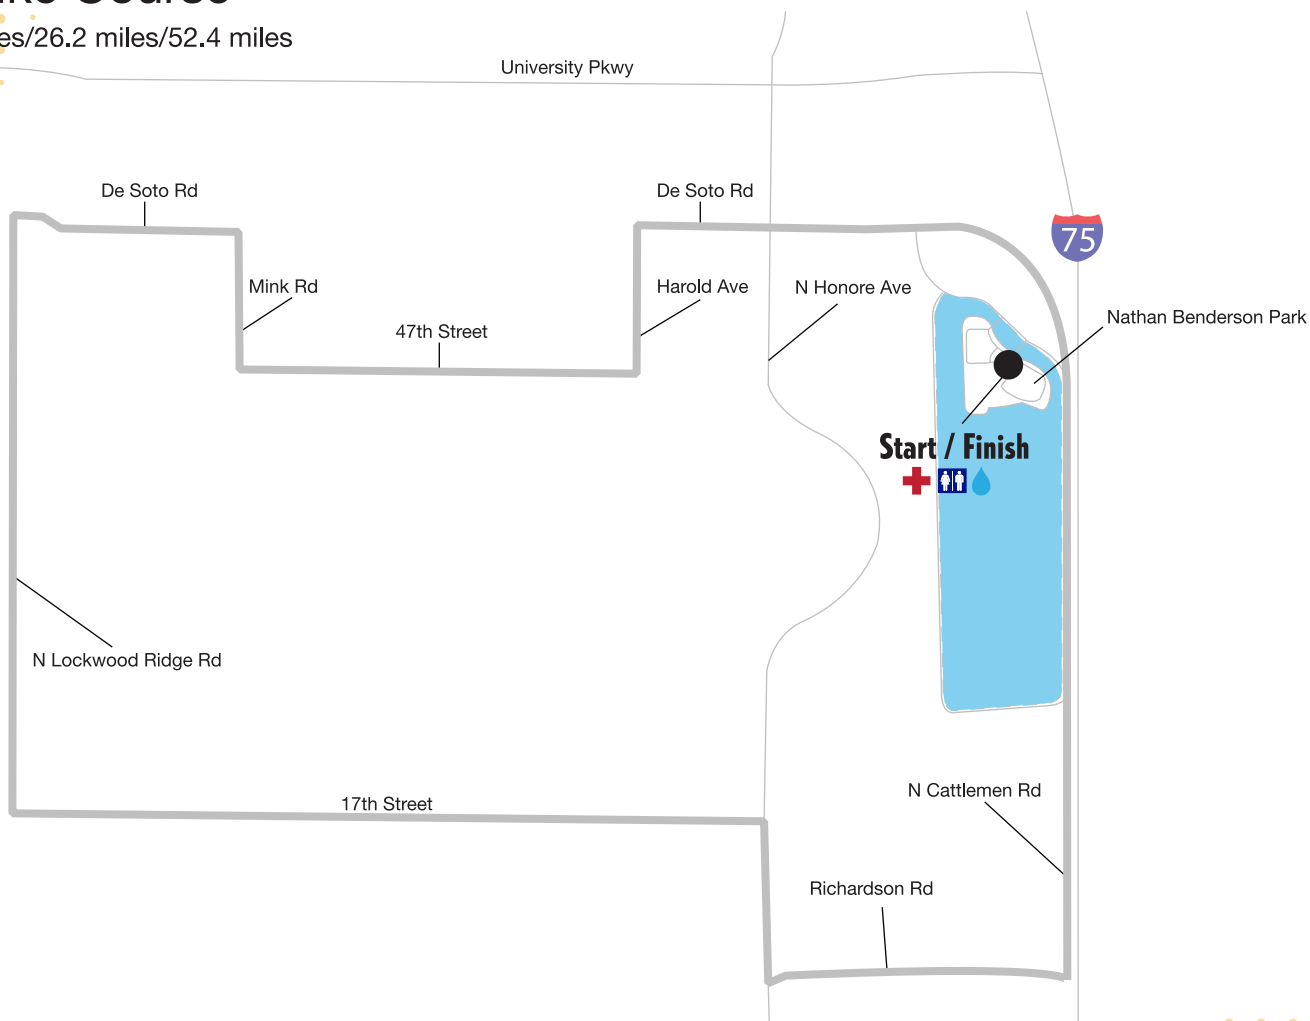 es/26.2 miles/52.4 miles
University Pkwy
De Soto Rd
De Soto Rd
75
Mink Rd
Harold Ave
N Honore Ave
Nathan Benderson Park
47th Street
Start / Finish
N Lockwood Ridge Rd
N Cattlemen Rd
17th Street
Richardson Rd